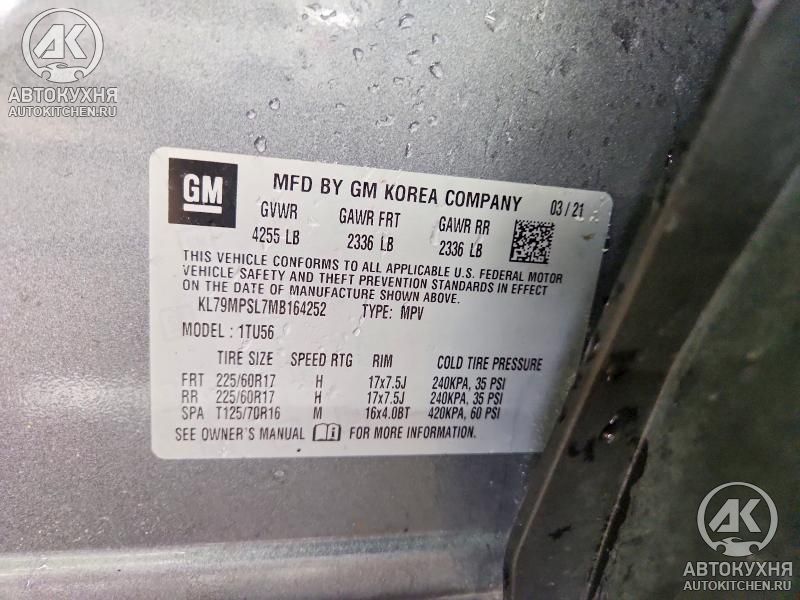 АК
АВТОКУХНЯ
AUTOKITCHEN.RU
GM MFD BY GM KOREA COMPANY 03/21
GVWR GAWR FRT GAWR RR
4255 LB 2336 LB 2336 LB
THIS VEHICLE CONFORMS TO ALL APPLICABLE U.S. FEDERAL MOTOR
VEHICLE SAFETY AND THEFT PREVENTION STANDARDS IN EFFECT
ON THE DATE OF MANUFACTURE SHOWN ABOVE.
KL79MPSL7MB164252 TYPE: MPV
MODEL: 1TU56
TIRE SIZE SPEED RTG RIM COLD TIRE PRESSURE
FRT 225/60R17 H 17x7.5J 240KPA, 35 PSI
RR 225/60R17 H 17x7.5J 240KPA, 35 PSI
SPA T125/70R16 M 16x4.0BT 420KPA, 60 PSI
SEE OWNER'S MANUAL FOR MORE INFORMATION.
АК
АВТОКУХНЯ
AUTOKITCHEN.RU